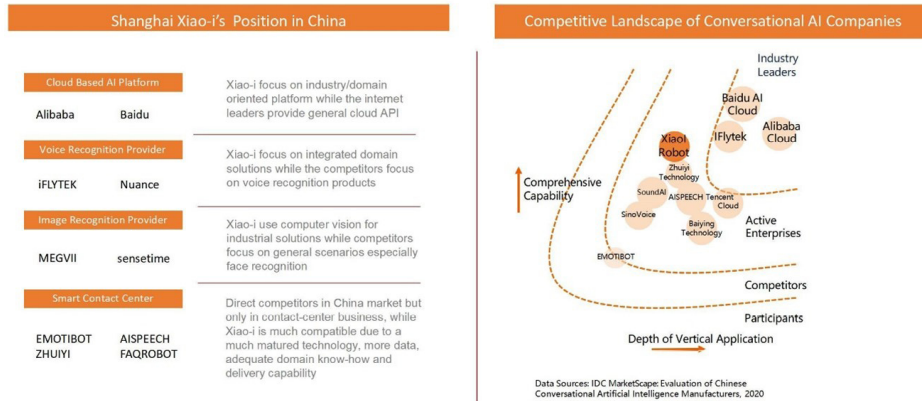 Shanghai Xiao-i's Position in China
Cloud Based AI Platform
Alibaba Baidu
Xiao-i focus on industry/domain
oriented platform while the internet
leaders provide general cloud API
Voice Recognition Provider
iFLYTEK Nuance
Xiao-i focus on integrated domain
solutions while the competitors focus
on voice recognition products
Image Recognition Provider
MEGVII sensetime
Xiao-i use computer vision for
industrial solutions while competitors
focus on general scenarios especially
face recognition
Smart Contact Center
EMOTIBOT AISPEECH
ZHUIYI FAQROBOT
Direct competitors in China market but
only in contact-center business, while
Xiao-i is much compatible due to a
much matured technology, more data,
adequate domain know-how and
delivery capability
Competitive Landscape of Conversational AI Companies
Industry
Leaders
Baidu AI
Cloud
IFlytek
Alibaba
Cloud
XiaoI
Robot
Zhuiyi
Technology
Comprehensive
Capability
SoundAI
AISPEECH
Tencent
Cloud
SinoVoice
Baiying
Technology
Active
Enterprises
EMOTIBOT
Competitors
Participants
Depth of Vertical Application
Data Sources: IDC MarketScape: Evaluation of Chinese
Conversational Artificial Intelligence Manufacturers, 2020